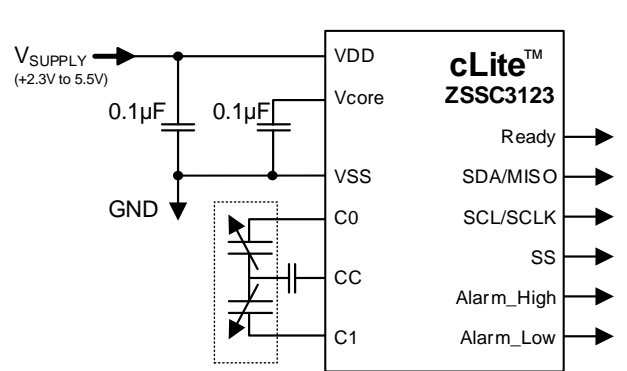 V_SUPPLY
(+2.3V to 5.5V)
0.1µF
0.1µF
GND
VDD
Vcore
VSS
C0
CC
C1
cLite™
ZSSC3123
Ready
SDA/MISO
SCL/SCLK
SS
Alarm_High
Alarm_Low